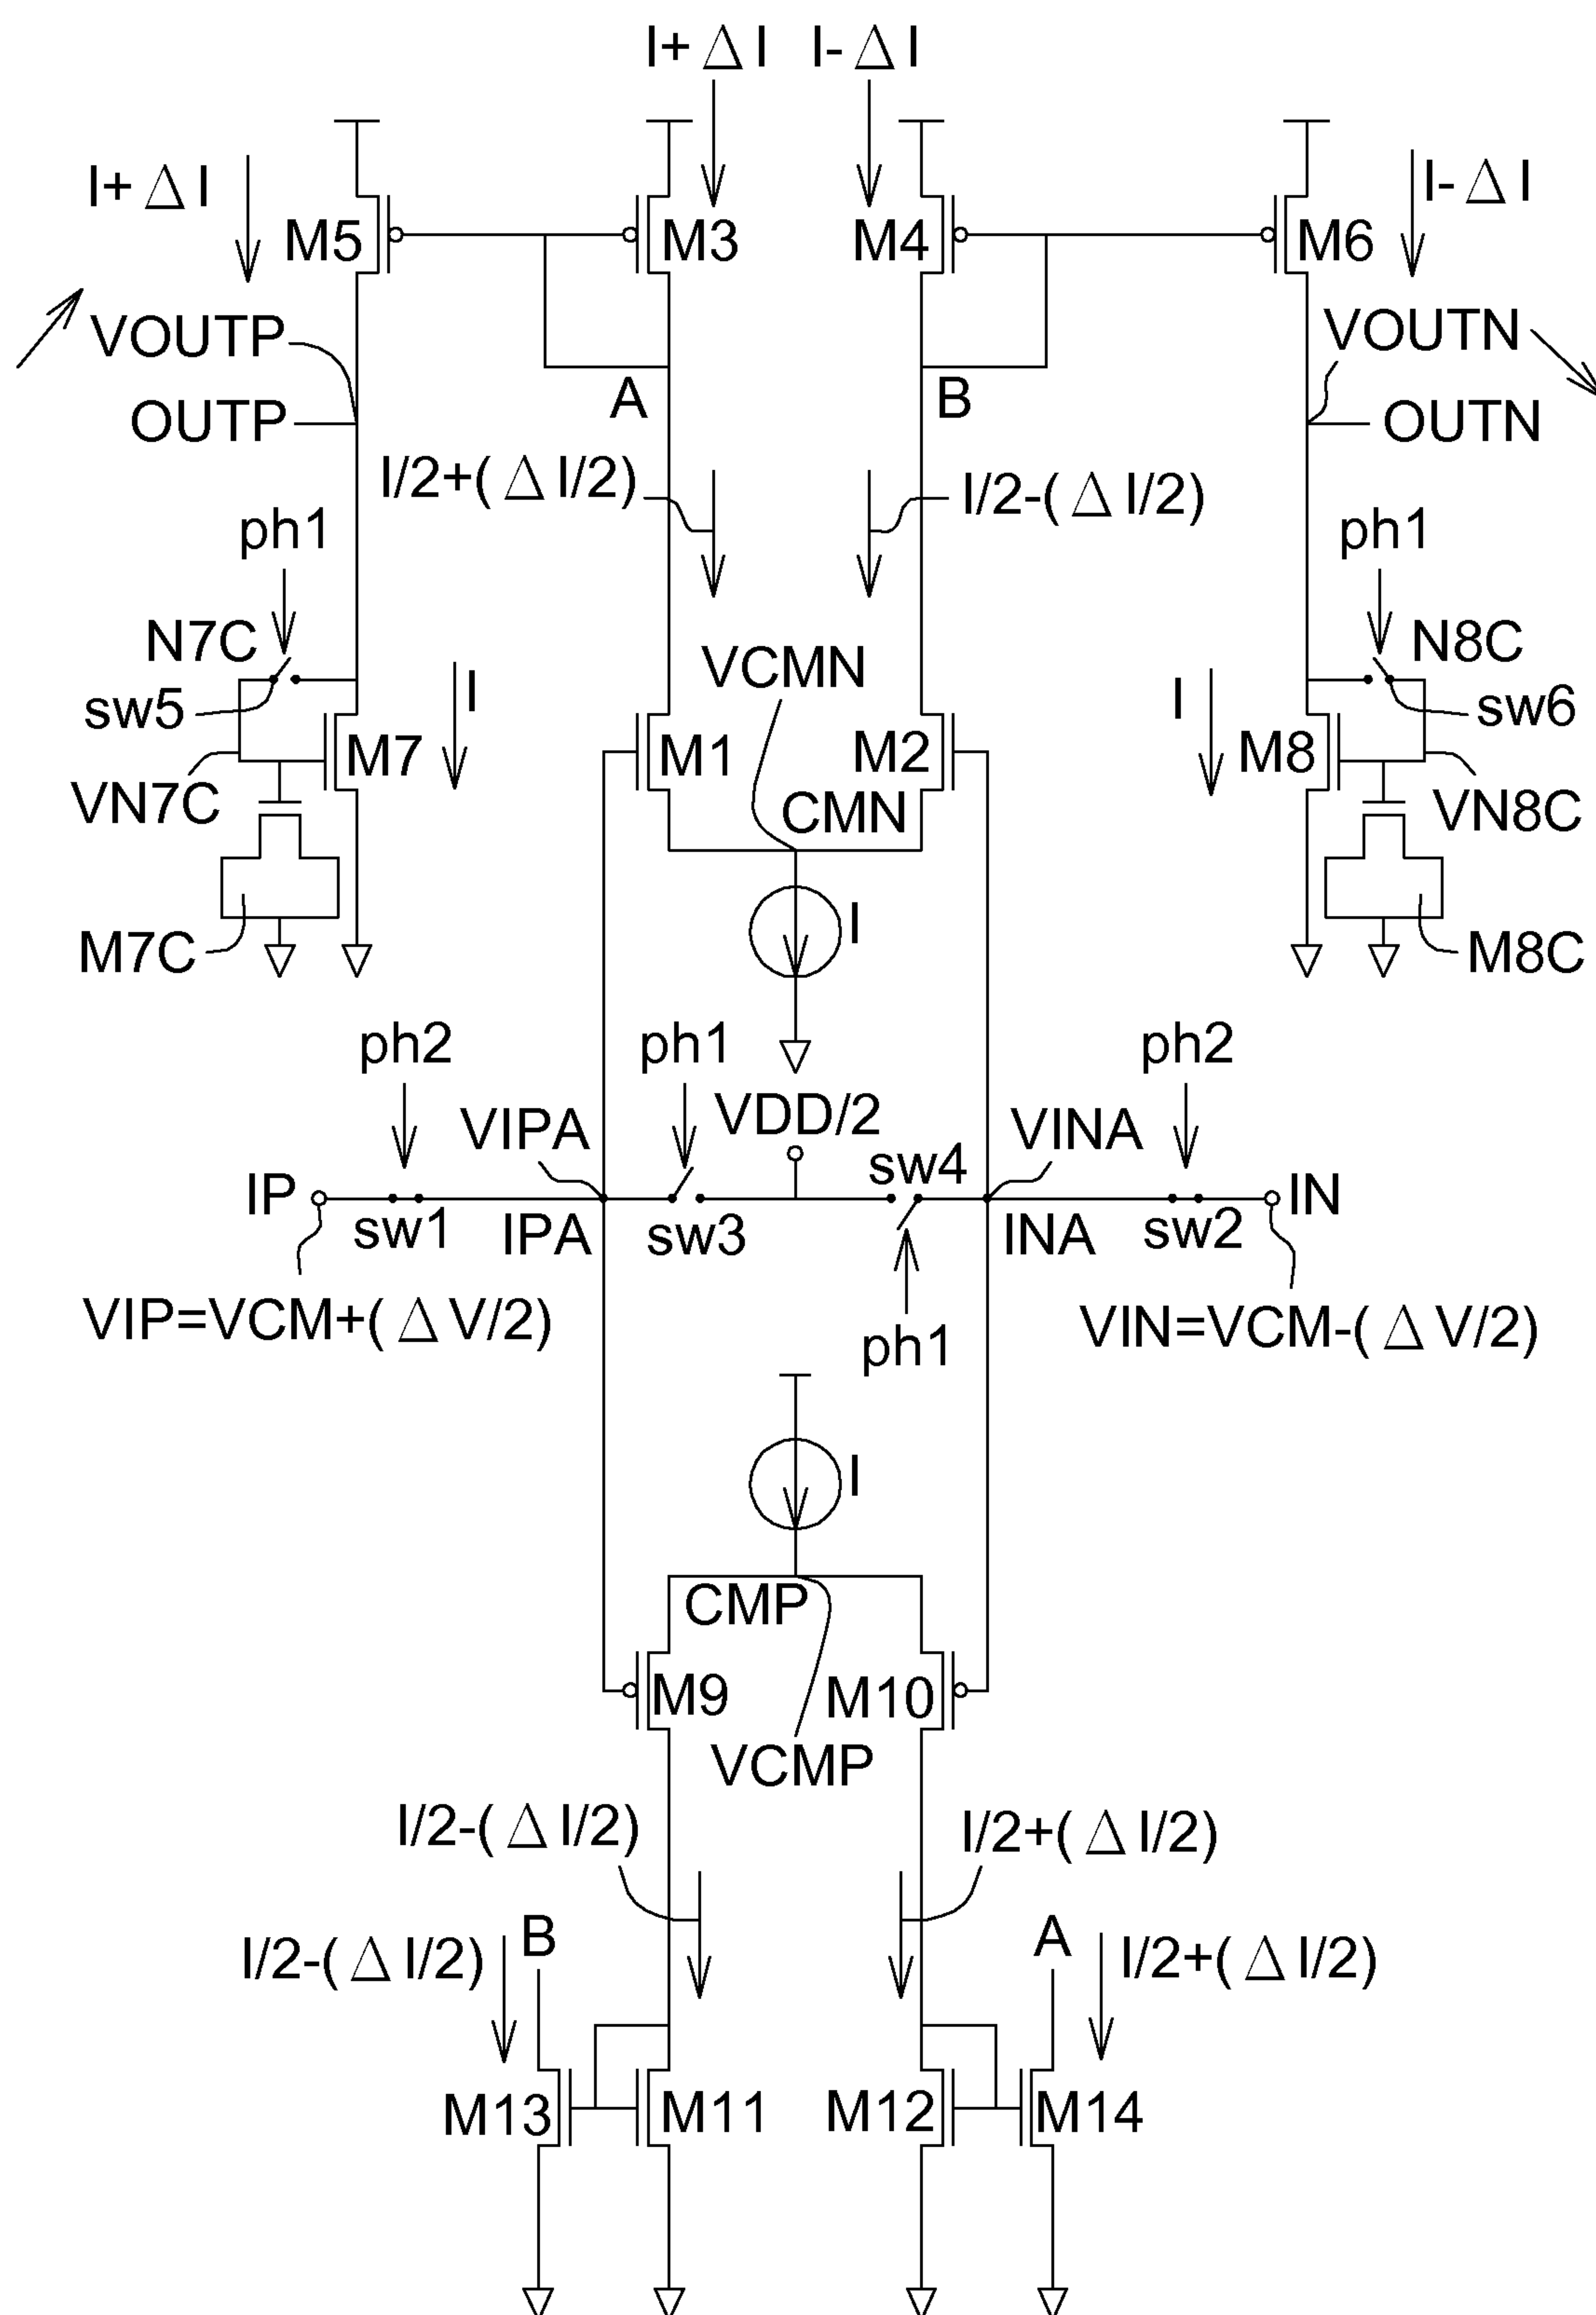 I+ΔI I-ΔI
I+ΔI I-ΔI
M5 M3 M4 M6
VOUTP VOUTN
A B
OUTP OUTN
I/2+(ΔI/2) I/2-(ΔI/2)
ph1 ph1
N7C VCMN N8C
sw5 I I sw6
M7 M1 M2 M8
VN7C CMN VN8C
M7C I M8C
ph2 ph1 ph2
VIPA VDD/2 VINA
IP sw4 IN
sw1 IPA sw3 INA sw2
VIP=VCM+(ΔV/2) VIN=VCM-(ΔV/2)
ph1
I
CMP
M9 M10
VCMP
I/2-(ΔI/2) I/2+(ΔI/2)
I/2-(ΔI/2) B A I/2+(ΔI/2)
M13 M11 M12 M14